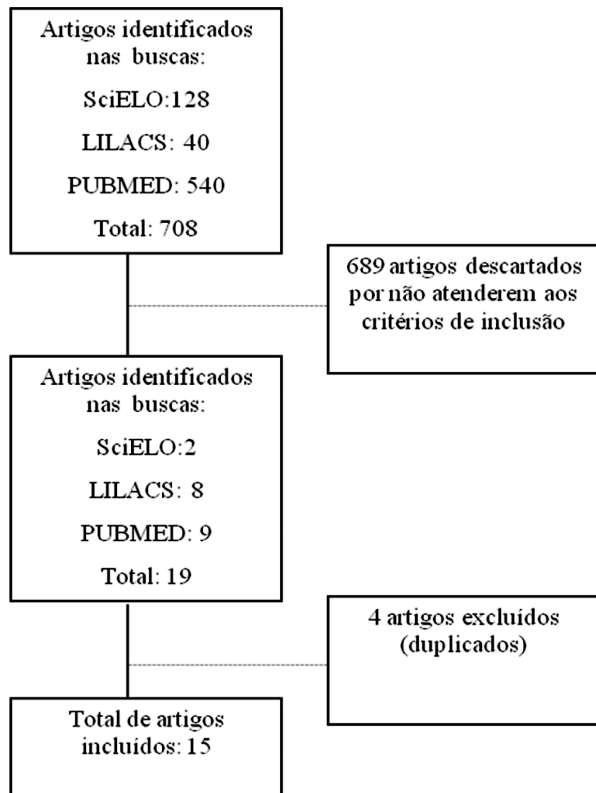 Artigos identificados
nas buscas:
SciELO:128
LILACS: 40
PUBMED: 540
Total: 708
689 artigos descartados
por não atenderem aos
critérios de inclusão
Artigos identificados
nas buscas:
SciELO:2
LILACS: 8
PUBMED: 9
Total: 19
4 artigos excluídos
(duplicados)
Total de artigos
incluídos: 15